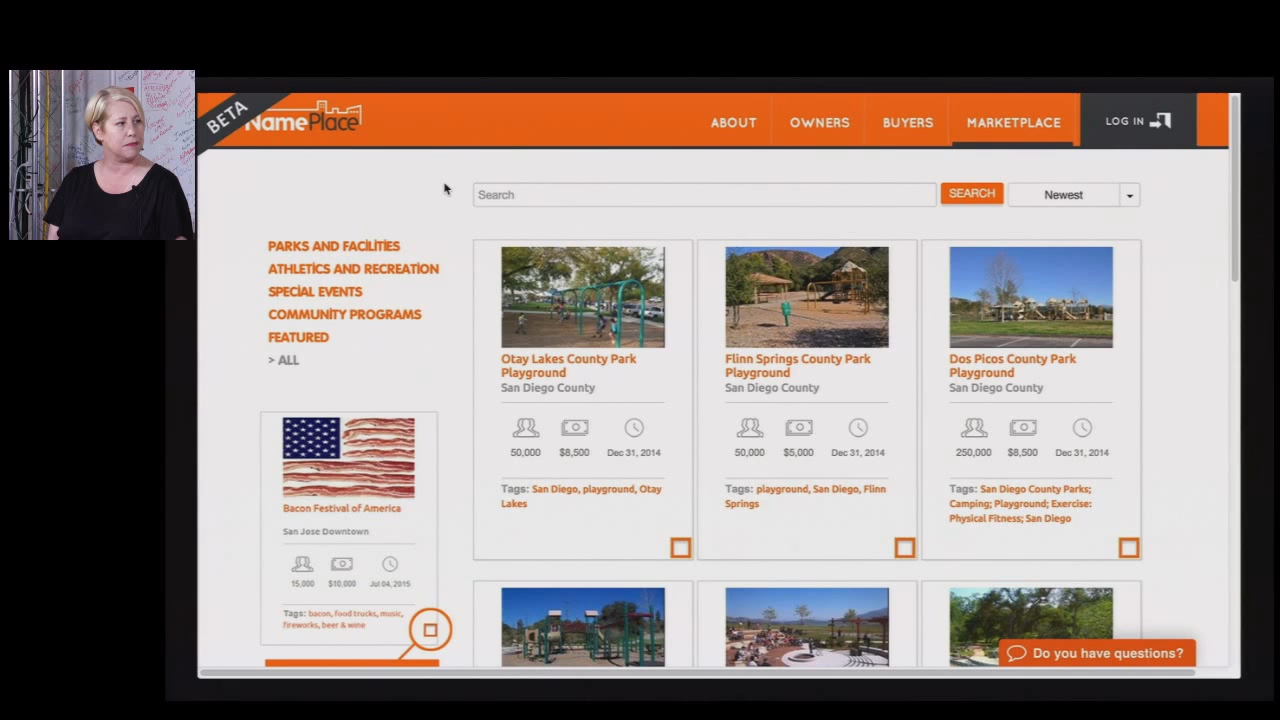 BETA
NamePlace
ABOUT
OWNERS
BUYERS
MARKETPLACE
LOG IN
Search
SEARCH
Newest
PARKS AND FACILITIES
ATHLETICS AND RECREATION
SPECIAL EVENTS
COMMUNITY PROGRAMS
FEATURED
> ALL
Bacon Festival of America
San Jose Downtown
15,000
$10,000
Jul 04, 2015
Tags: bacon, food trucks, music,
fireworks, beer & wine
Otay Lakes County Park
Playground
San Diego County
50,000
$8,500
Dec 31, 2014
Tags: San Diego, playground, Otay
Lakes
Flinn Springs County Park
Playground
San Diego County
50,000
$5,000
Dec 31, 2014
Tags: playground, San Diego, Flinn
Springs
Dos Picos County Park
Playground
San Diego County
250,000
$8,500
Dec 31, 2014
Tags: San Diego County Parks;
Camping; Playground; Exercise:
Physical Fitness; San Diego
Do you have questions?